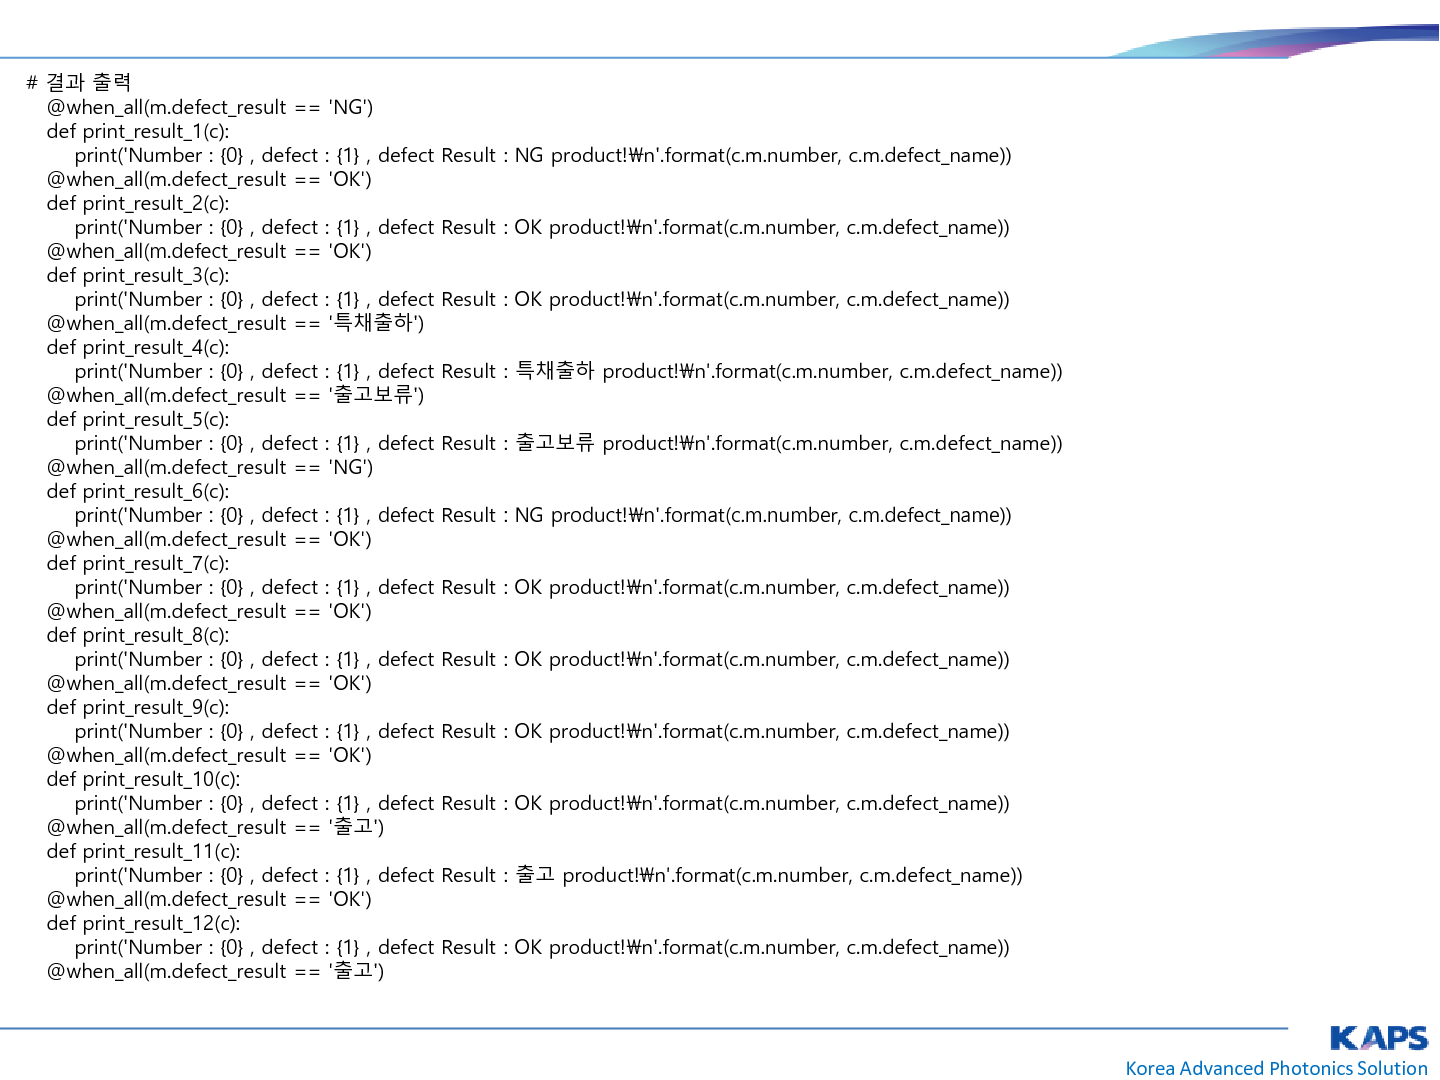 # 결과 출력
@when_all(m.defect_result == 'NG')
def print_result_1(c):
print('Number : {0} , defect : {1} , defect Result : NG product!₩n'.format(c.m.number, c.m.defect_name))
@when_all(m.defect_result == 'OK')
def print_result_2(c):
print('Number : {0} , defect : {1} , defect Result : OK product!₩n'.format(c.m.number, c.m.defect_name))
@when_all(m.defect_result == 'OK')
def print_result_3(c):
print('Number : {0} , defect : {1} , defect Result : OK product!₩n'.format(c.m.number, c.m.defect_name))
@when_all(m.defect_result == '특채출하')
def print_result_4(c):
print('Number : {0} , defect : {1} , defect Result : 특채출하 product!₩n'.format(c.m.number, c.m.defect_name))
@when_all(m.defect_result == '출고보류')
def print_result_5(c):
print('Number : {0} , defect : {1} , defect Result : 출고보류 product!₩n'.format(c.m.number, c.m.defect_name))
@when_all(m.defect_result == 'NG')
def print_result_6(c):
print('Number : {0} , defect : {1} , defect Result : NG product!₩n'.format(c.m.number, c.m.defect_name))
@when_all(m.defect_result == 'OK')
def print_result_7(c):
print('Number : {0} , defect : {1} , defect Result : OK product!₩n'.format(c.m.number, c.m.defect_name))
@when_all(m.defect_result == 'OK')
def print_result_8(c):
print('Number : {0} , defect : {1} , defect Result : OK product!₩n'.format(c.m.number, c.m.defect_name))
@when_all(m.defect_result == 'OK')
def print_result_9(c):
print('Number : {0} , defect : {1} , defect Result : OK product!₩n'.format(c.m.number, c.m.defect_name))
@when_all(m.defect_result == 'OK')
def print_result_10(c):
print('Number : {0} , defect : {1} , defect Result : OK product!₩n'.format(c.m.number, c.m.defect_name))
@when_all(m.defect_result == '출고')
def print_result_11(c):
print('Number : {0} , defect : {1} , defect Result : 출고 product!₩n'.format(c.m.number, c.m.defect_name))
@when_all(m.defect_result == 'OK')
def print_result_12(c):
print('Number : {0} , defect : {1} , defect Result : OK product!₩n'.format(c.m.number, c.m.defect_name))
@when_all(m.defect_result == '출고')
KAPS
Korea Advanced Photonics Solution